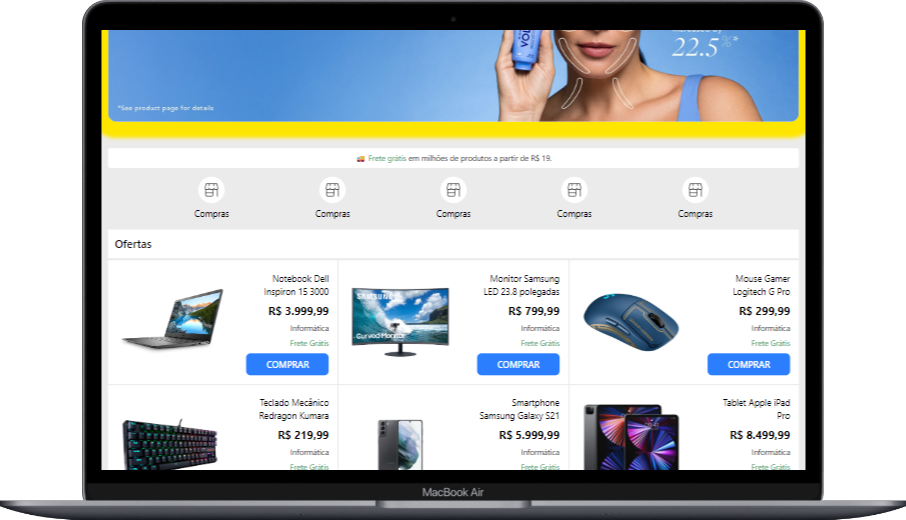 VOL
22.5%*
*See product page for details
Frete grátis em milhões de produtos a partir de R$ 19.
Compras
Compras
Compras
Compras
Compras
Ofertas
Notebook Dell
Inspiron 15 3000
R$ 3.999,99
Informática
Frete Grátis
COMPRAR
SAMSUNG
Curved Monitor
Monitor Samsung
LED 23.8 polegadas
R$ 799,99
Informática
Frete Grátis
COMPRAR
Mouse Gamer
Logitech G Pro
R$ 299,99
Informática
Frete Grátis
COMPRAR
Teclado Mecânico
Redragon Kumara
R$ 219,99
Informática
Frete Grátis
Smartphone
Samsung Galaxy S21
R$ 5.999,99
Informática
Frete Grátis
Tablet Apple iPad
Pro
R$ 8.499,99
Informática
Frete Grátis
MacBook Air